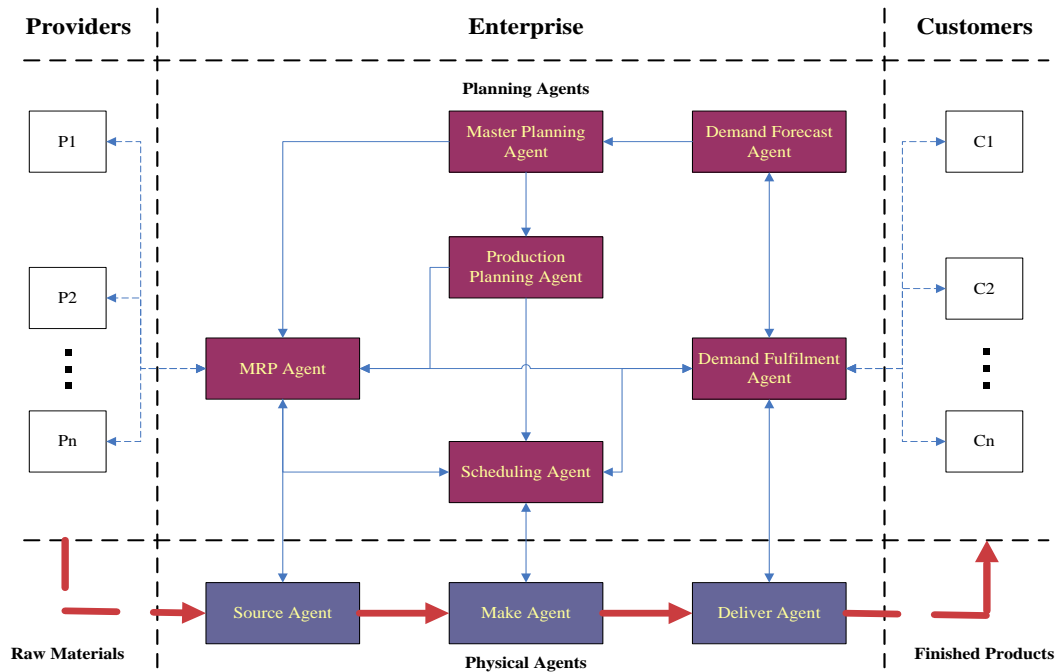 Providers
Enterprise
Customers
Planning Agents
P1
Master Planning
Agent
Demand Forecast
Agent
C1
Production
Planning Agent
P2
C2
MRP Agent
Demand Fulfilment
Agent
Pn
Scheduling Agent
Cn
Source Agent
Make Agent
Deliver Agent
Raw Materials
Physical Agents
Finished Products